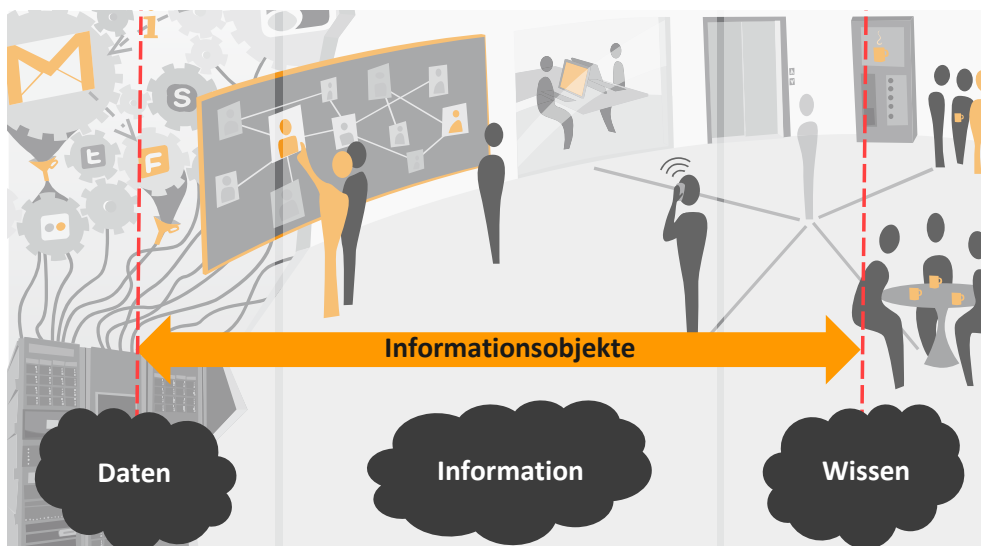 i
S
t
F
Informationsobjekte
Daten
Information
Wissen